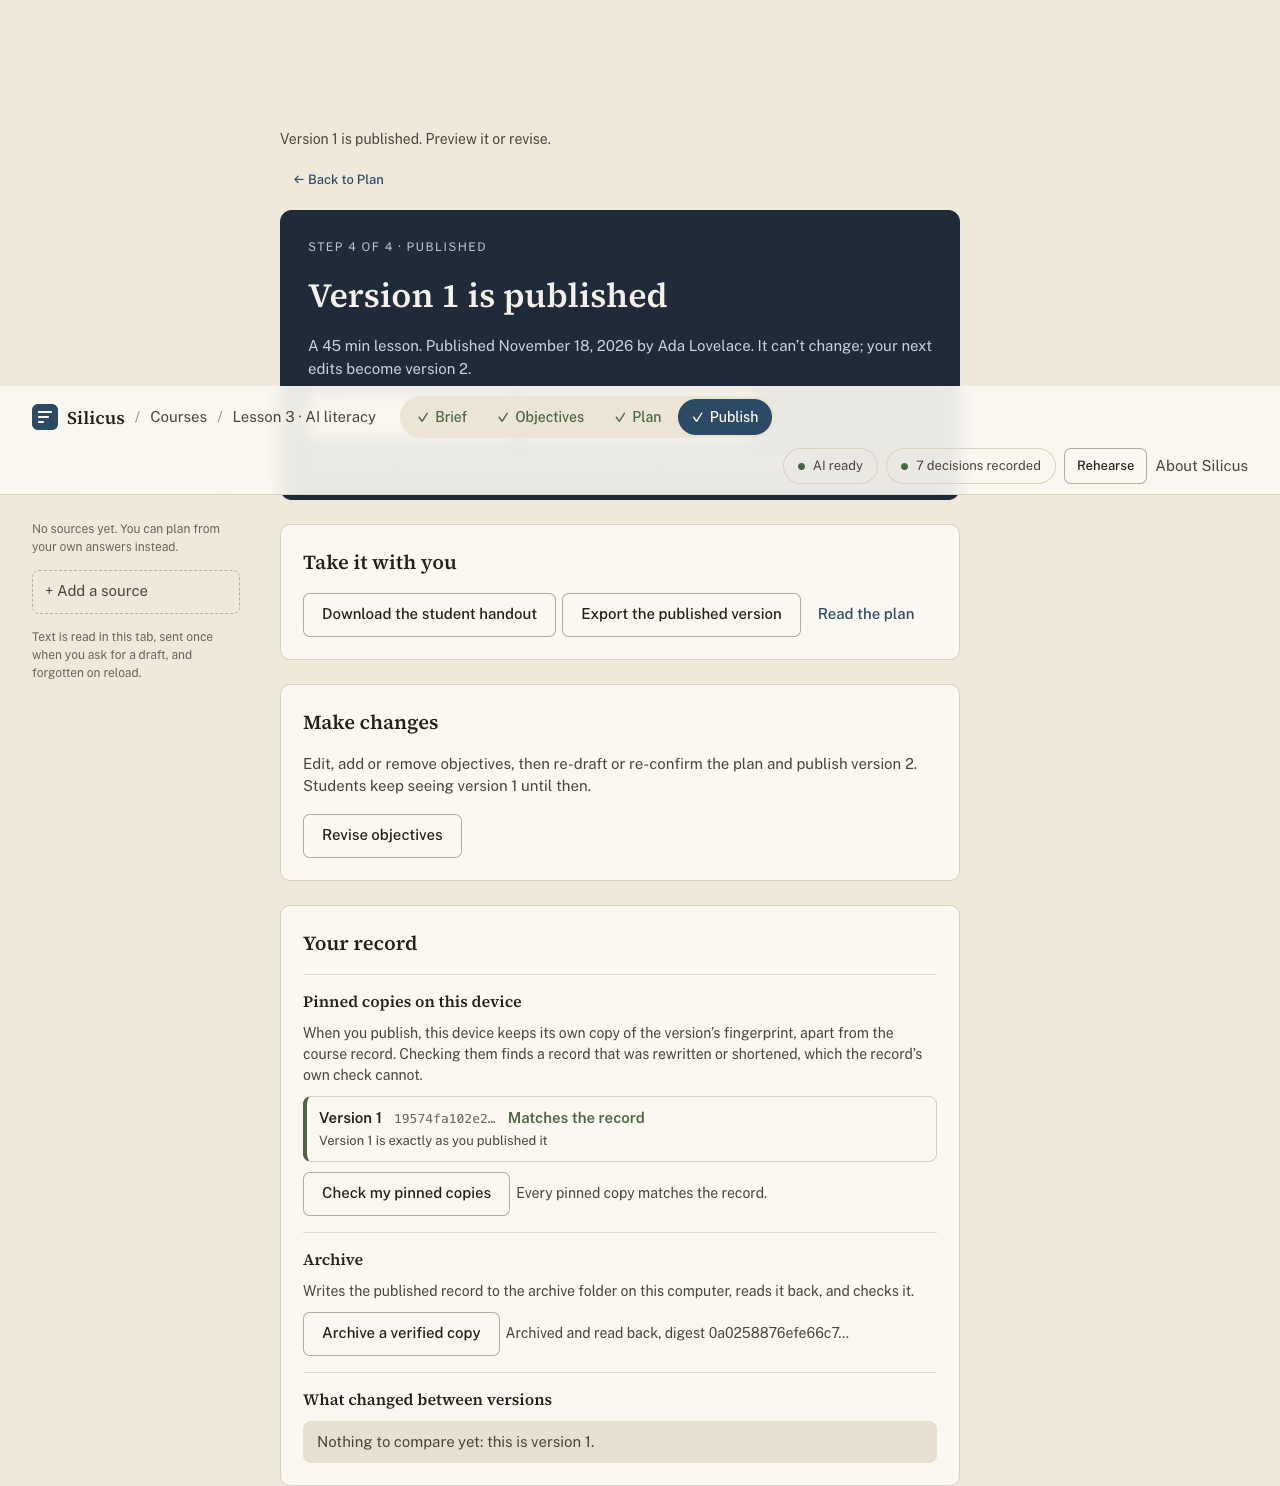 Version 1 is published. Preview it or revise.
← Back to Plan
STEP 4 OF 4 · PUBLISHED
Version 1 is published
A 45 min lesson. Published November 18, 2026 by Ada Lovelace. It can’t change; your next
edits become version 2.
Silicus / Courses / Lesson 3 · AI literacy
✓ Brief ✓ Objectives ✓ Plan ✓ Publish
AI ready
7 decisions recorded
Rehearse
About Silicus
No sources yet. You can plan from
your own answers instead.
+ Add a source
Text is read in this tab, sent once
when you ask for a draft, and
forgotten on reload.
Take it with you
Download the student handout
Export the published version
Read the plan
Make changes
Edit, add or remove objectives, then re-draft or re-confirm the plan and publish version 2.
Students keep seeing version 1 until then.
Revise objectives
Your record
Pinned copies on this device
When you publish, this device keeps its own copy of the version’s fingerprint, apart from the
course record. Checking them finds a record that was rewritten or shortened, which the record’s
own check cannot.
Version 1 19574fa102e2… Matches the record
Version 1 is exactly as you published it
Check my pinned copies
Every pinned copy matches the record.
Archive
Writes the published record to the archive folder on this computer, reads it back, and checks it.
Archive a verified copy
Archived and read back, digest 0a0258876efe66c7…
What changed between versions
Nothing to compare yet: this is version 1.